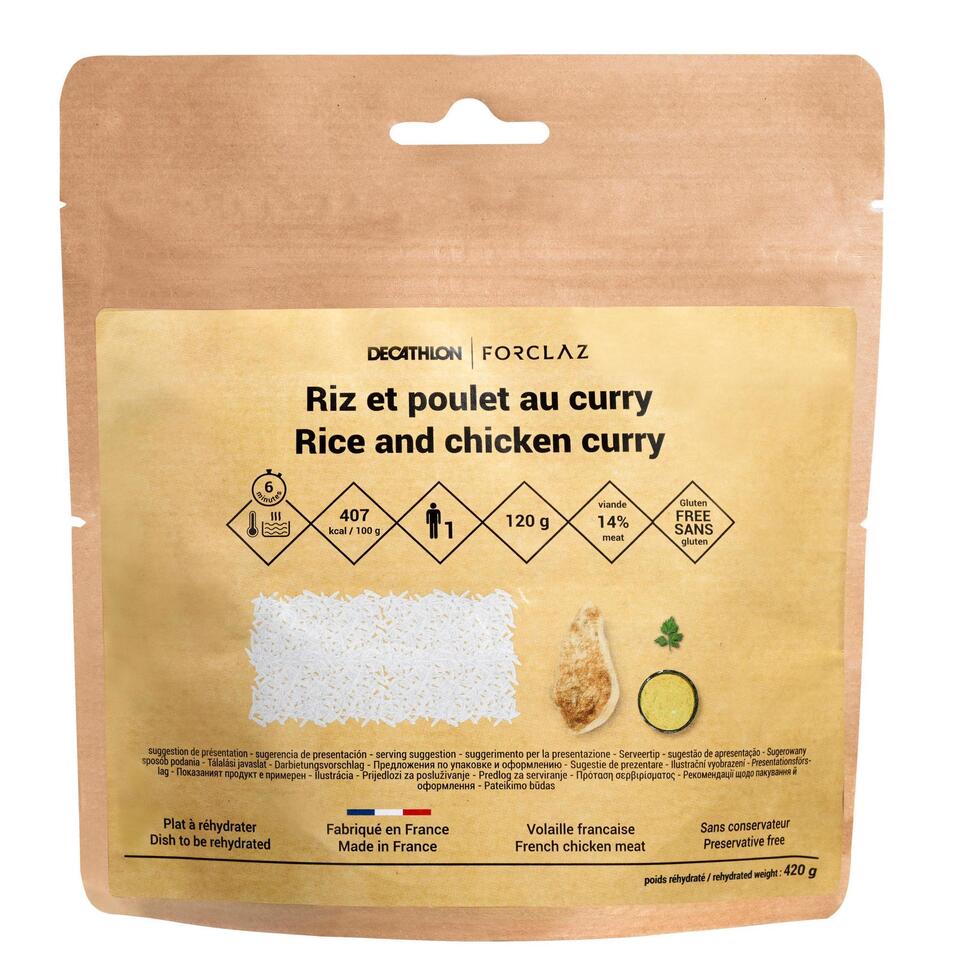 DECATHLON | FORCLAZ
Riz et poulet au curry
Rice and chicken curry
6
minutes
407
kcal / 100 g
1
120 g
viande
14%
meat
Gluten
FREE
SANS
gluten
suggestion de présentation - sugerencia de presentación - serving suggestion - suggerimento per la presentazione - Serveertip - sugestão de apresentação - Sugerowany
sposób podania - Tálalási javaslat - Darbietungsvorschlag - Предложения по упаковке и оформлению - Sugestie de prezentare - Ilustrační vyobrazení - Presentationsförs-
lag - Показаният продукт е примерен - Ilustrácia - Prijedlozi za posluživanje - Predlog za serviranje - Πρόταση σερβιρίσματος - Рекомендації щодо пакування й
оформлення - Pateikimo būdas
Plat à réhydrater
Dish to be rehydrated
Fabriqué en France
Made in France
Volaille francaise
French chicken meat
Sans conservateur
Preservative free
poids réhydraté / rehydrated weight : 420 g